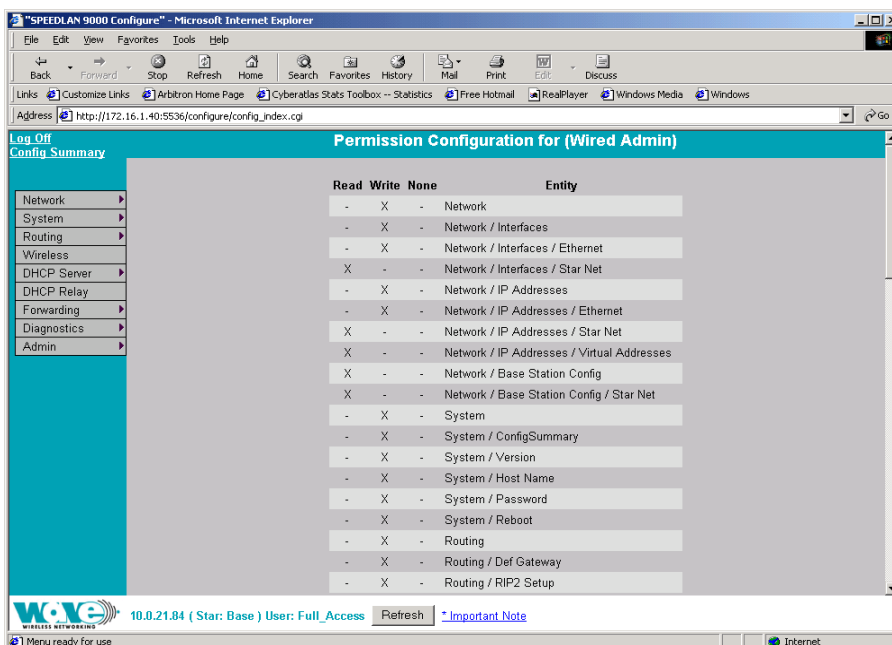 "SPEEDLAN 9000 Configure" - Microsoft Internet Explorer
File Edit View Favorites Tools Help
Back Forward Stop Refresh Home Search Favorites History Mail Print Edit Discuss
Links Customize Links Arbitron Home Page Cyberatlas Stats Toolbox -- Statistics Free Hotmail RealPlayer Windows Media Windows
Address http://172.16.1.40:5536/configure/config_index.cgi Go
Log Off
Config Summary
Permission Configuration for (Wired Admin)
Network
System
Routing
Wireless
DHCP Server
DHCP Relay
Forwarding
Diagnostics
Admin
Read Write None Entity
- X - Network
- X - Network / Interfaces
- X - Network / Interfaces / Ethernet
X - - Network / Interfaces / Star Net
- X - Network / IP Addresses
- X - Network / IP Addresses / Ethernet
X - - Network / IP Addresses / Star Net
X - - Network / IP Addresses / Virtual Addresses
X - - Network / Base Station Config
X - - Network / Base Station Config / Star Net
- X - System
- X - System / ConfigSummary
- X - System / Version
- X - System / Host Name
- X - System / Password
- X - System / Reboot
- X - Routing
- X - Routing / Def Gateway
- X - Routing / RIP2 Setup
WAVE
WIRELESS NETWORKING
10.0.21.84 ( Star: Base ) User: Full_Access Refresh * Important Note
Menu ready for use Internet